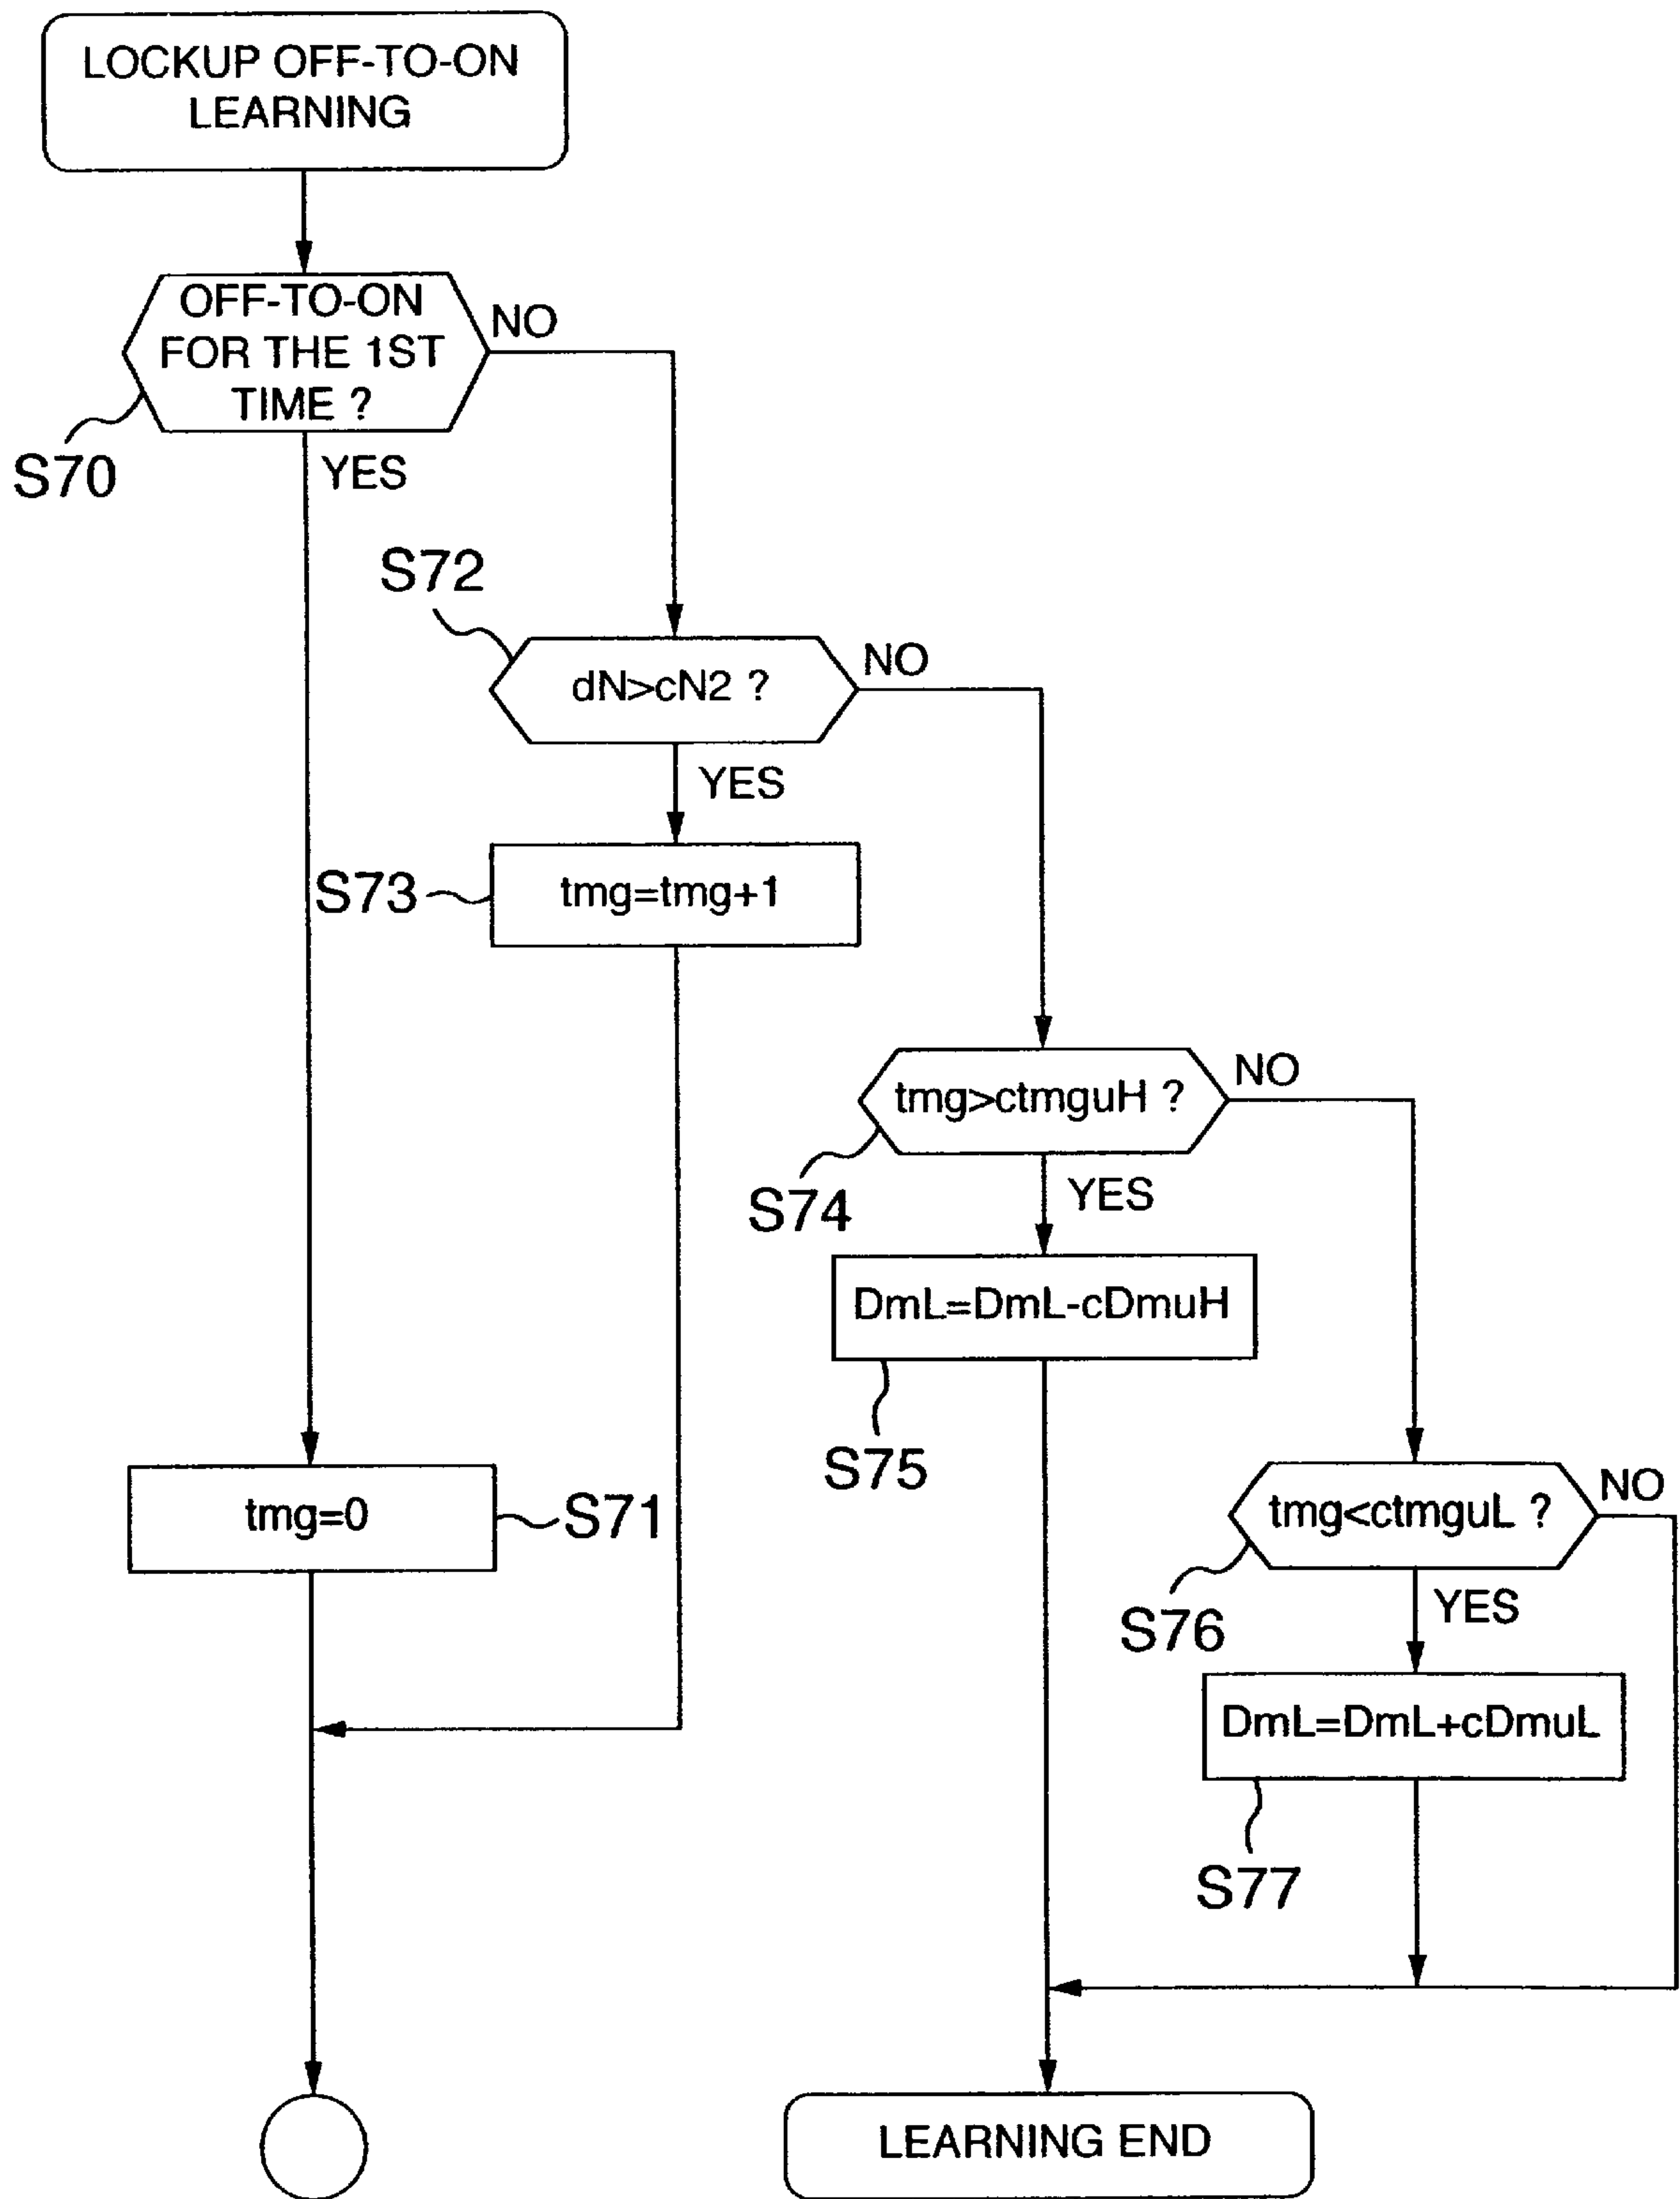 LOCKUP OFF-TO-ON
LEARNING
OFF-TO-ON
FOR THE 1ST
TIME ?
NO
YES
S70
S72
dN>cN2 ?
NO
YES
S73
tmg=tmg+1
tmg>ctmguH ?
NO
S74
YES
DmL=DmL-cDmuH
S75
tmg=0
S71
tmg<ctmguL ?
NO
S76
YES
DmL=DmL+cDmuL
S77
LEARNING END